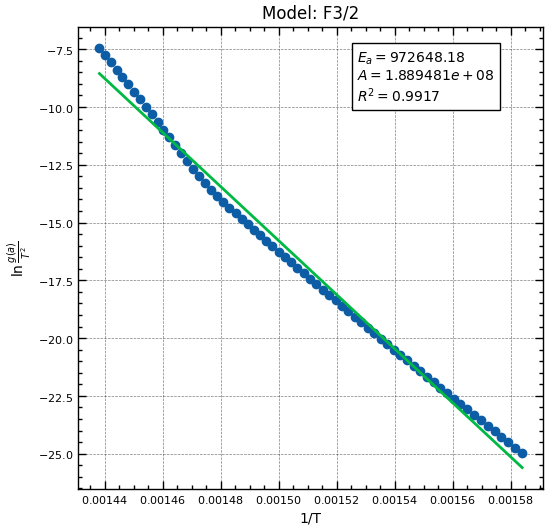 Model: F3/2
E_a = 972648.18
A = 1.889481e + 08
R^2 = 0.9917
ln g(a)/T^2
−7.5
−10.0
−12.5
−15.0
−17.5
−20.0
−22.5
−25.0
0.00144 0.00146 0.00148 0.00150 0.00152 0.00154 0.00156 0.00158
1/T